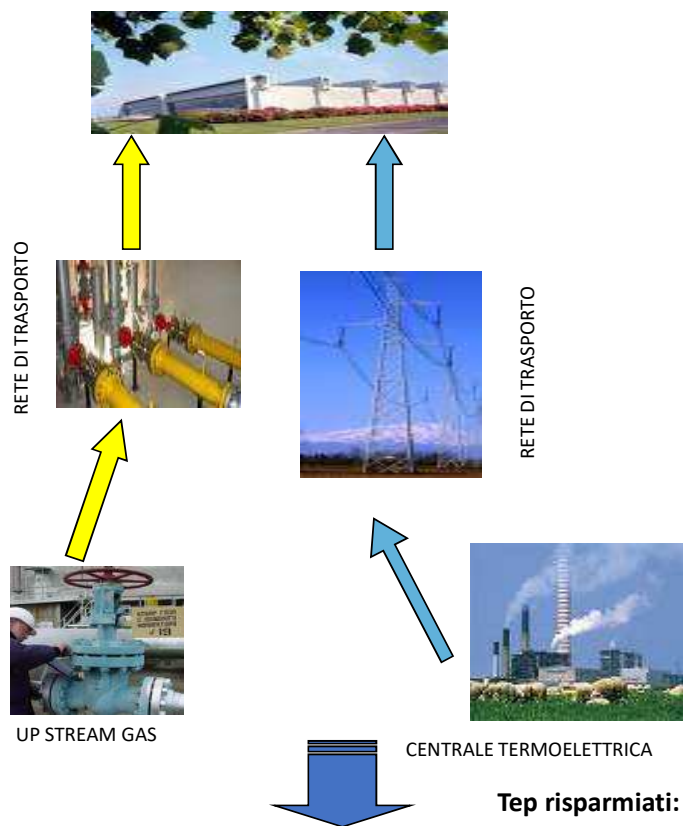 RETE DI TRASPORTO
RETE DI TRASPORTO
UP STREAM GAS
CENTRALE TERMOELETTRICA
Tep risparmiati: